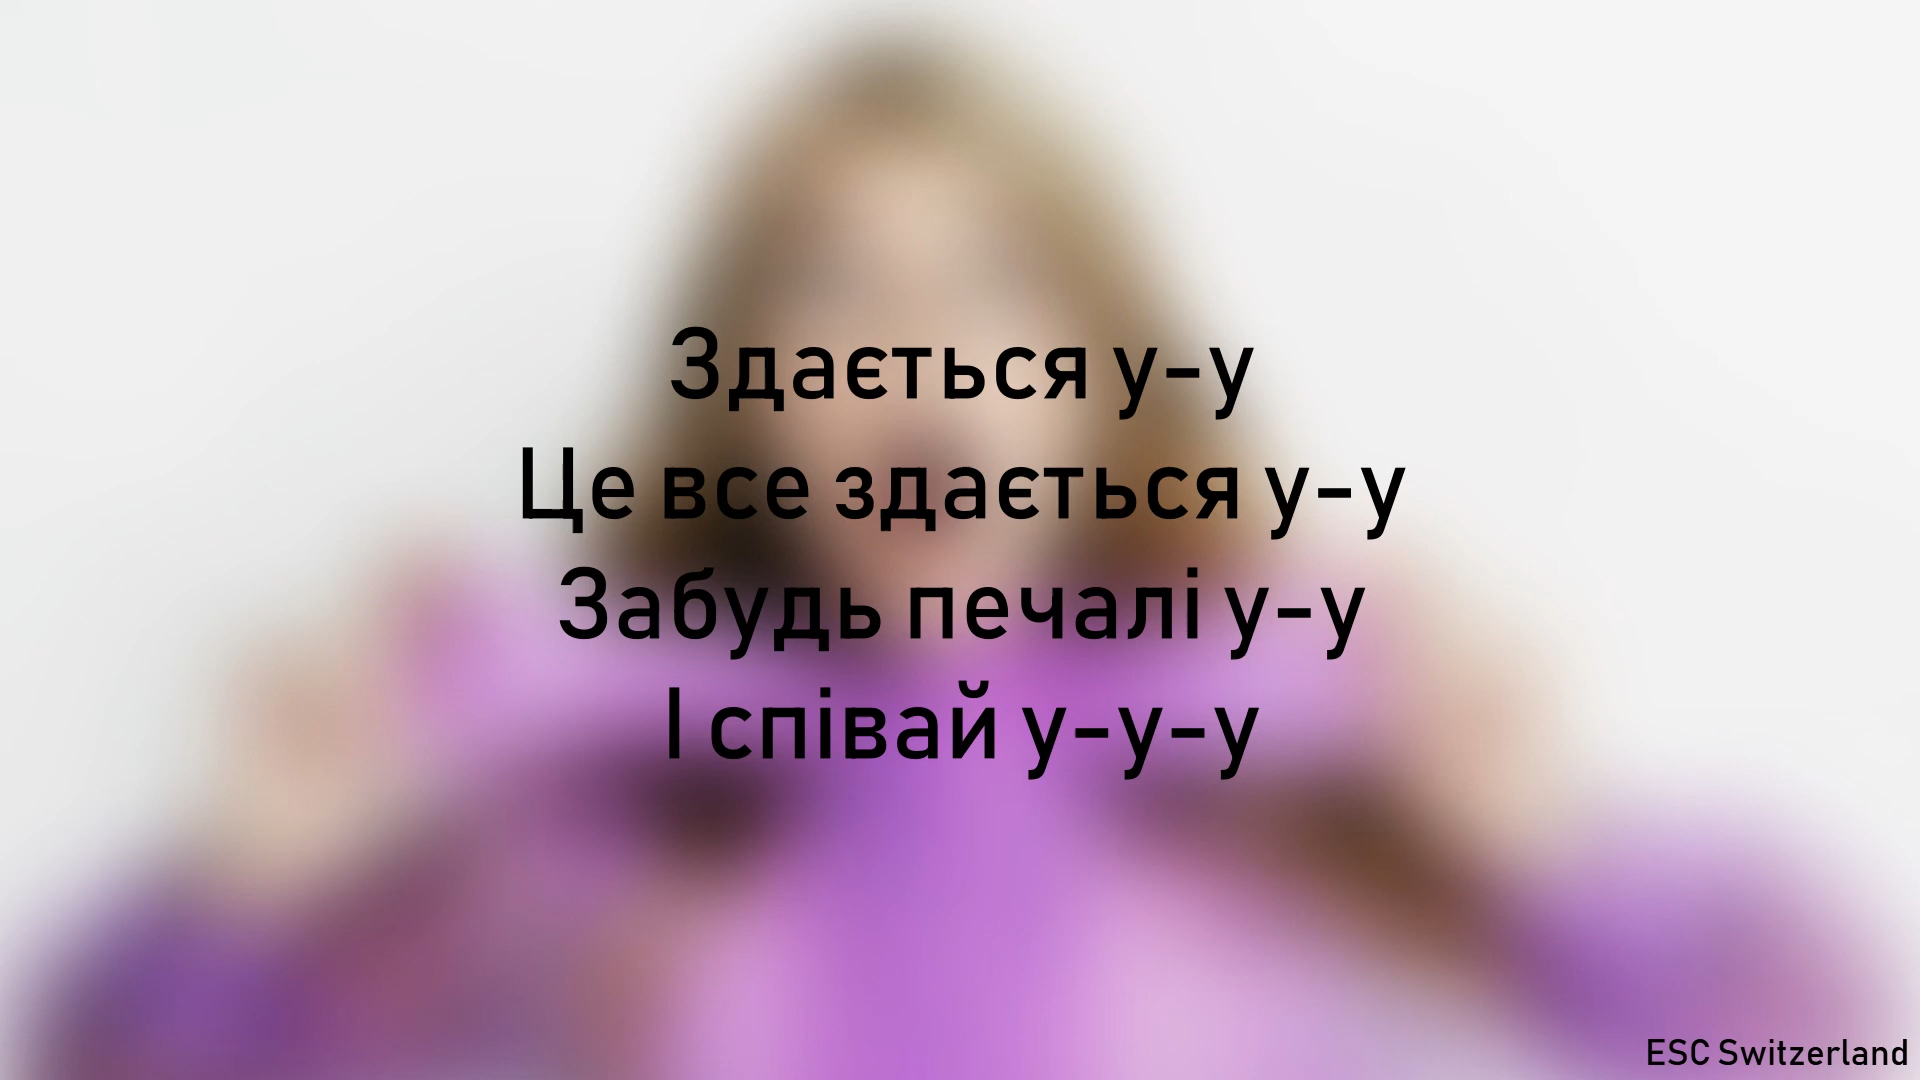 Здається у-у
Це все здається у-у
Забудь печалі у-у
І співай у-у-у
ESC Switzerland